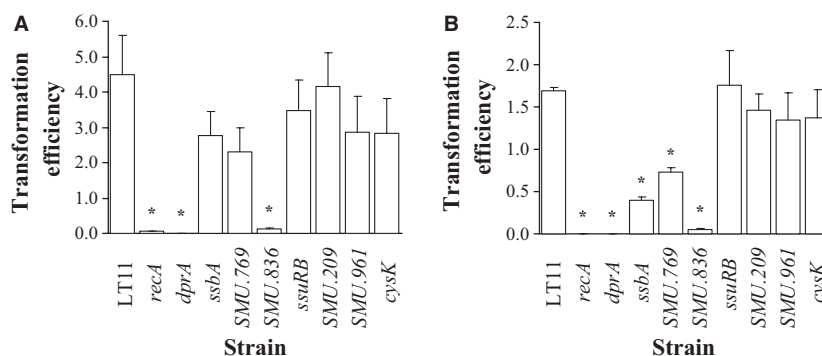 A
Transformation
efficiency
6.0
5.0
4.0
3.0
2.0
1.0
0.0
* * *
LT11
recA
dprA
ssbA
SMU.769
SMU.836
ssuRB
SMU.209
SMU.961
cysK
Strain
B
Transformation
efficiency
2.5
2.0
1.5
1.0
0.5
0.0
* * * * *
LT11
recA
dprA
ssbA
SMU.769
SMU.836
ssuRB
SMU.209
SMU.961
cysK
Strain